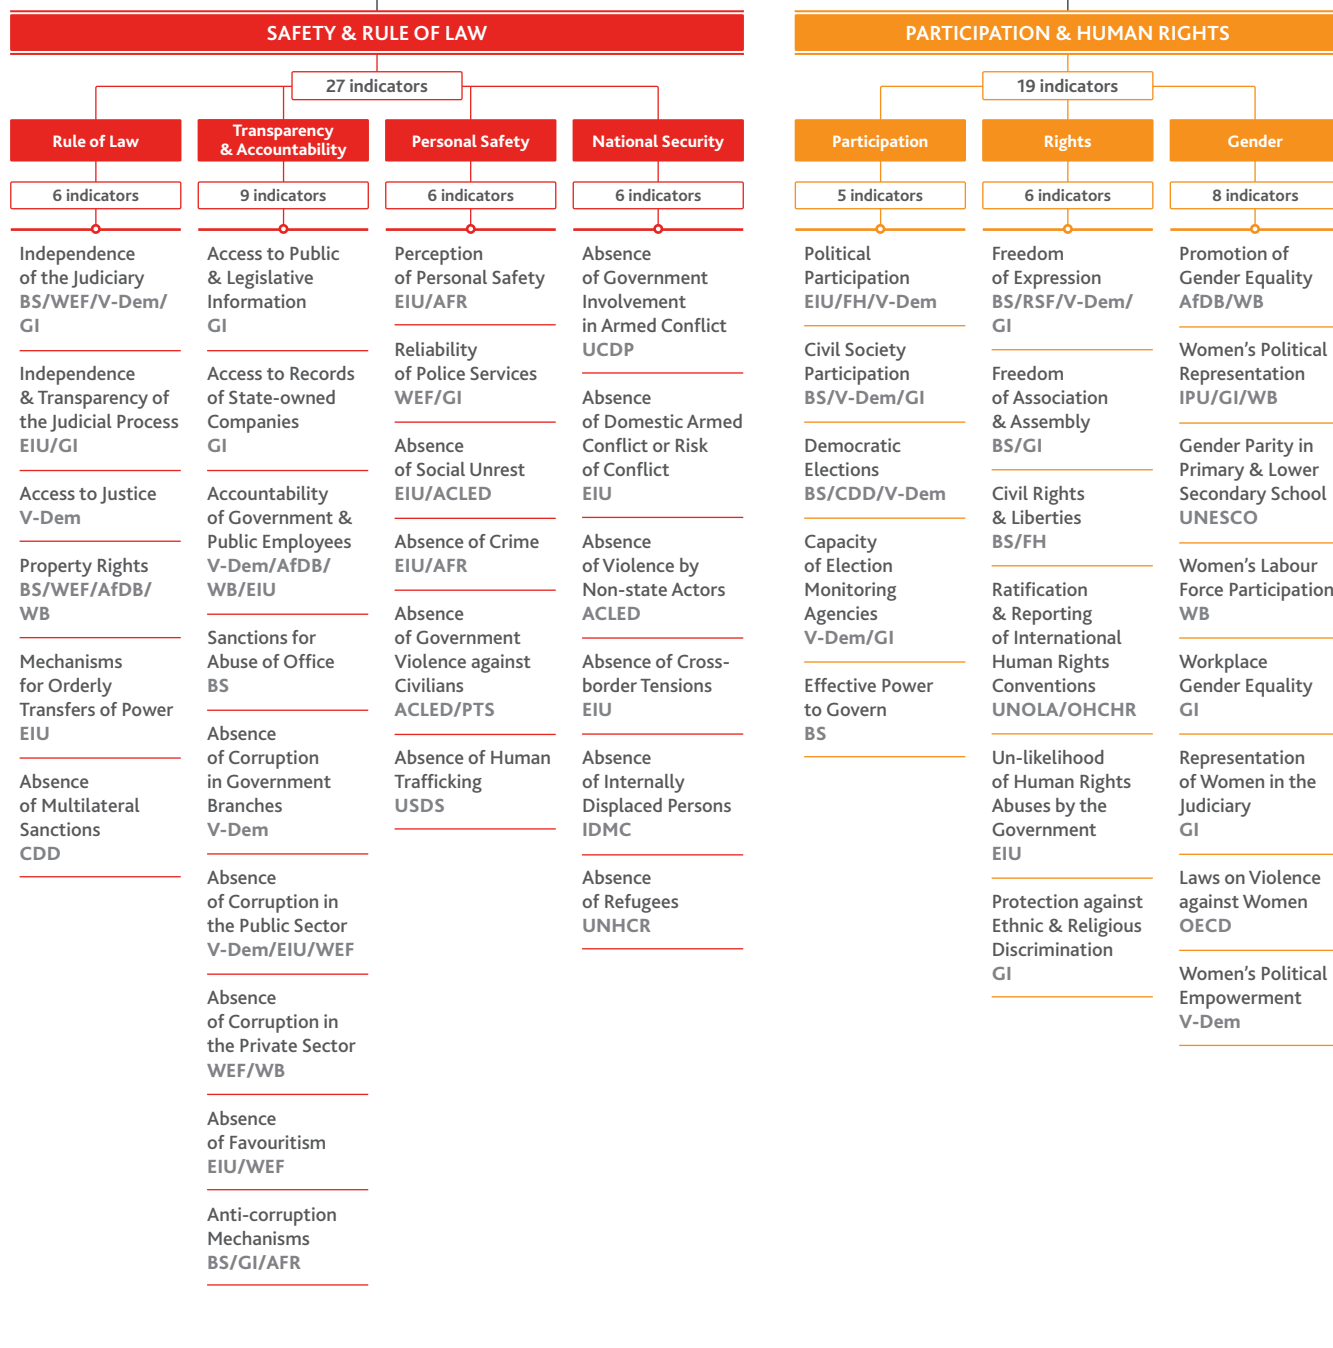 SAFETY & RULE OF LAW
27 indicators
Rule of Law
6 indicators
Independence
of the Judiciary
BS/WEF/V-Dem/
GI
Independence
& Transparency of
the Judicial Process
EIU/GI
Access to Justice
V-Dem
Property Rights
BS/WEF/AfDB/
WB
Mechanisms
for Orderly
Transfers of Power
EIU
Absence
of Multilateral
Sanctions
CDD
Transparency
& Accountability
9 indicators
Access to Public
& Legislative
Information
GI
Access to Records
of State-owned
Companies
GI
Accountability
of Government &
Public Employees
V-Dem/AfDB/
WB/EIU
Sanctions for
Abuse of Office
BS
Absence
of Corruption
in Government
Branches
V-Dem
Absence
of Corruption in
the Public Sector
V-Dem/EIU/WEF
Absence
of Corruption in
the Private Sector
WEF/WB
Absence
of Favouritism
EIU/WEF
Anti-corruption
Mechanisms
BS/GI/AFR
Personal Safety
6 indicators
Perception
of Personal Safety
EIU/AFR
Reliability
of Police Services
WEF/GI
Absence
of Social Unrest
EIU/ACLED
Absence of Crime
EIU/AFR
Absence
of Government
Violence against
Civilians
ACLED/PTS
Absence of Human
Trafficking
USDS
National Security
6 indicators
Absence
of Government
Involvement
in Armed Conflict
UCDP
Absence
of Domestic Armed
Conflict or Risk
of Conflict
EIU
Absence
of Violence by
Non-state Actors
ACLED
Absence of Cross-
border Tensions
EIU
Absence
of Internally
Displaced Persons
IDMC
Absence
of Refugees
UNHCR
PARTICIPATION & HUMAN RIGHTS
19 indicators
Participation
5 indicators
Political
Participation
EIU/FH/V-Dem
Civil Society
Participation
BS/V-Dem/GI
Democratic
Elections
BS/CDD/V-Dem
Capacity
of Election
Monitoring
Agencies
V-Dem/GI
Effective Power
to Govern
BS
Rights
6 indicators
Freedom
of Expression
BS/RSF/V-Dem/
GI
Freedom
of Association
& Assembly
BS/GI
Civil Rights
& Liberties
BS/FH
Ratification
& Reporting
of International
Human Rights
Conventions
UNOLA/OHCHR
Un-likelihood
of Human Rights
Abuses by the
Government
EIU
Protection against
Ethnic & Religious
Discrimination
GI
Gender
8 indicators
Promotion of
Gender Equality
AfDB/WB
Women's Political
Representation
IPU/GI/WB
Gender Parity in
Primary & Lower
Secondary School
UNESCO
Women's Labour
Force Participation
WB
Workplace
Gender Equality
GI
Representation
of Women in the
Judiciary
GI
Laws on Violence
against Women
OECD
Women's Political
Empowerment
V-Dem